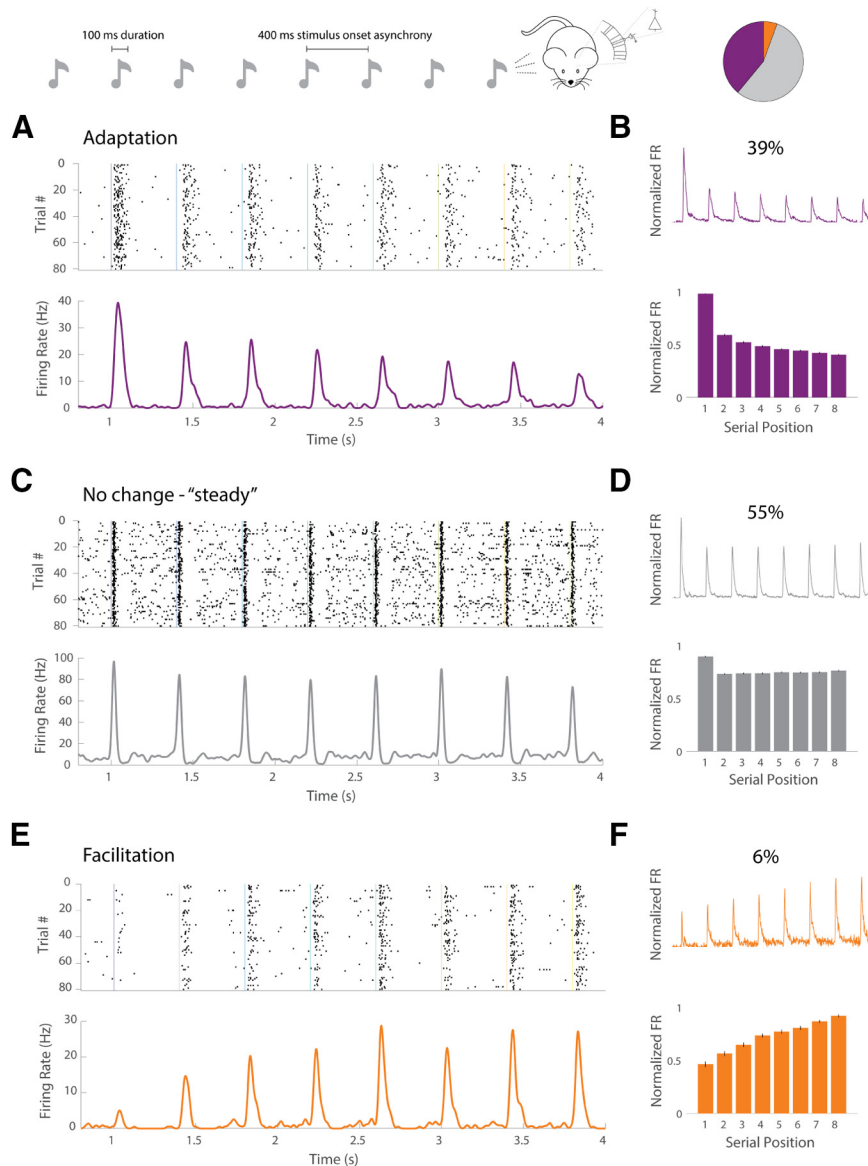 100 ms duration
400 ms stimulus onset asynchrony
A
Adaptation
Trial #
0
20
40
60
80
Firing Rate (Hz)
40
30
20
10
0
1
1.5
2
2.5
3
3.5
4
Time (s)
B
39%
Normalized FR
Normalized FR
1
0.5
0
1 2 3 4 5 6 7 8
Serial Position
C
No change - “steady”
Trial #
0
20
40
60
80
Firing Rate (Hz)
100
80
60
40
20
0
1
1.5
2
2.5
3
3.5
4
Time (s)
D
55%
Normalized FR
Normalized FR
1
0.5
0
1 2 3 4 5 6 7 8
Serial Position
E
Facilitation
Trial #
0
20
40
60
80
Firing Rate (Hz)
30
20
10
0
1
1.5
2
2.5
3
3.5
4
Time (s)
F
6%
Normalized FR
Normalized FR
1
0.5
0
1 2 3 4 5 6 7 8
Serial Position